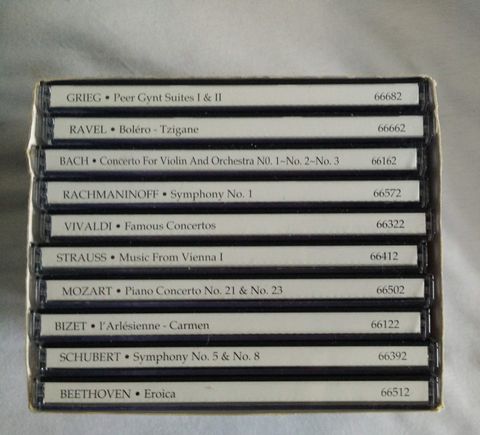 GRIEG • Peer Gynt Suites I & II 66682
RAVEL • Boléro - Tzigane 66662
BACH • Concerto For Violin And Orchestra N0. 1~No. 2~No. 3 66162
RACHMANINOFF • Symphony No. 1 66572
VIVALDI • Famous Concertos 66322
STRAUSS • Music From Vienna I 66412
MOZART • Piano Concerto No. 21 & No. 23 66502
BIZET • l'Arlésienne - Carmen 66122
SCHUBERT • Symphony No. 5 & No. 8 66392
BEETHOVEN • Eroica 66512